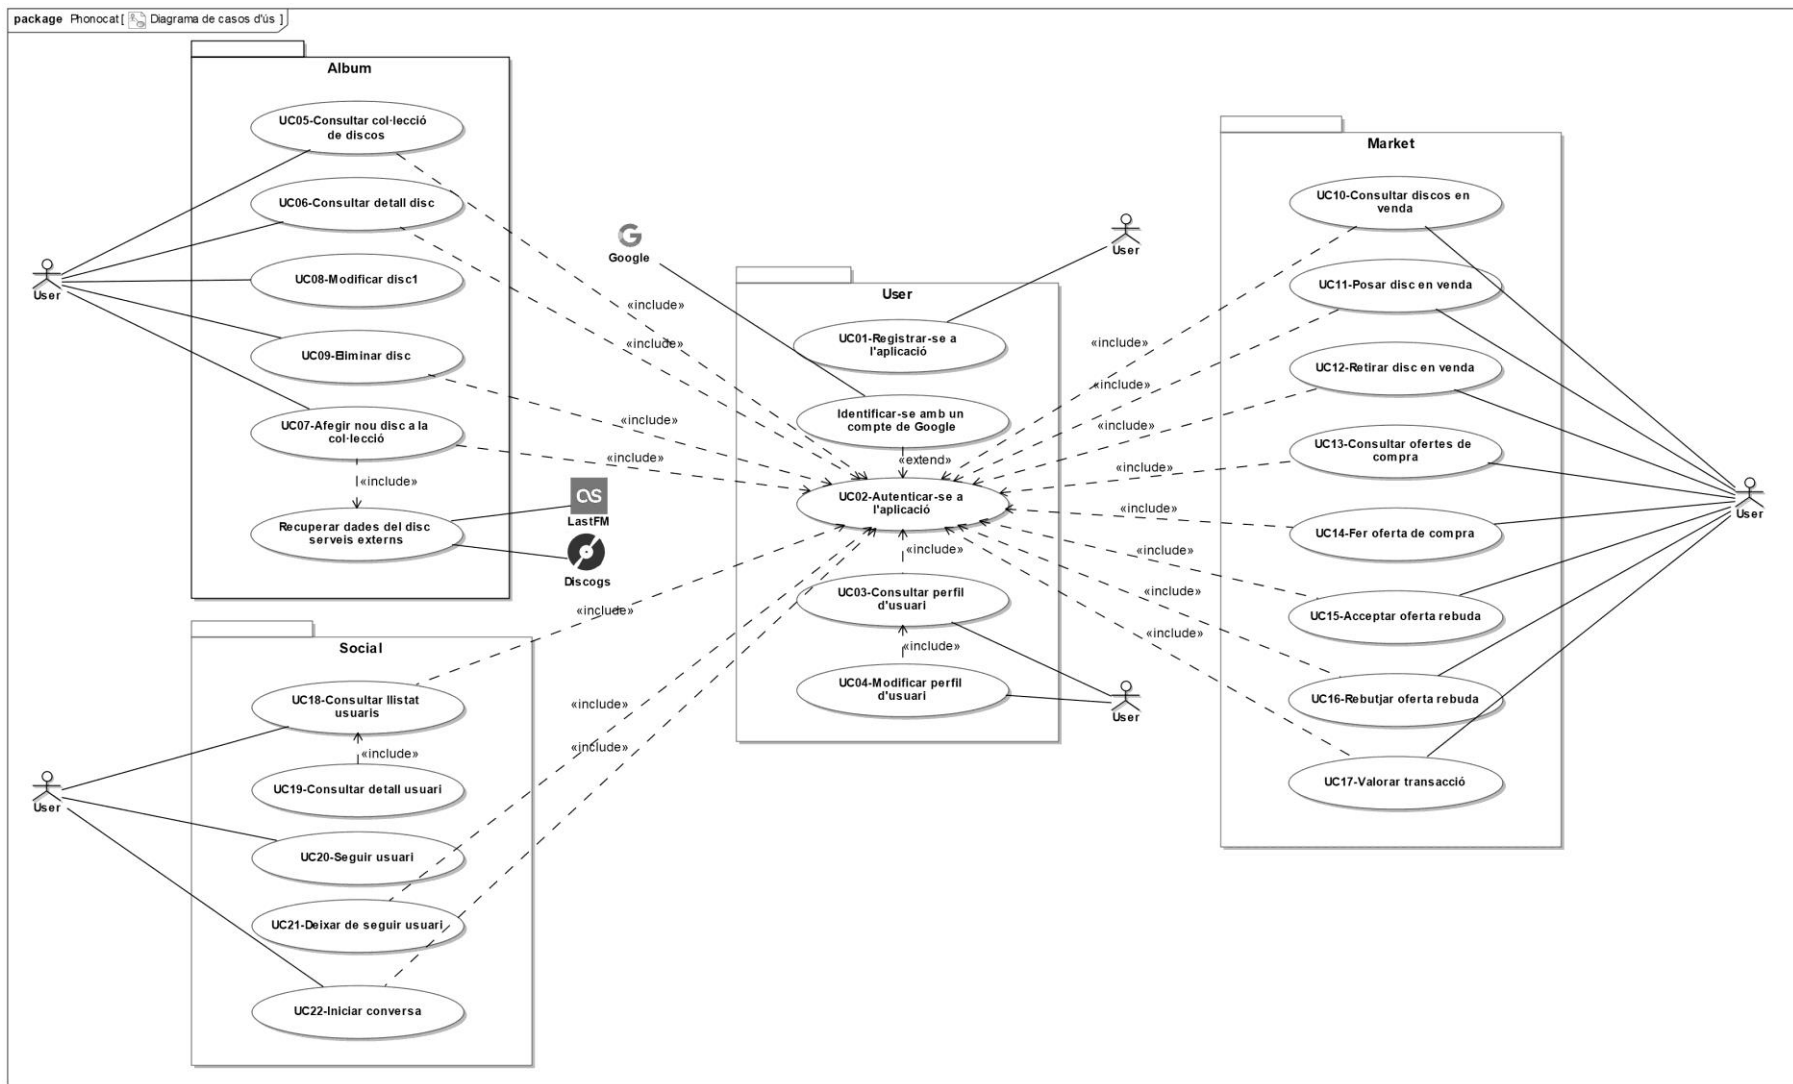 package Phonocat [ Diagrama de casos d'ús ]
Album
UC05-Consultar col·lecció
de discos
UC06-Consultar detall disc
UC08-Modificar disc1
UC09-Eliminar disc
UC07-Afegir nou disc a la
col·lecció
«include»
Recuperar dades del disc
serveis externs
User
LastFM
Discogs
«include»
«include»
«include»
«include»
Google
User
User
UC01-Registrar-se a
l'aplicació
Identificar-se amb un
compte de Google
«extend»
UC02-Autenticar-se a
l'aplicació
«include»
UC03-Consultar perfil
d'usuari
«include»
UC04-Modificar perfil
d'usuari
User
Market
UC10-Consultar discos en
venda
UC11-Posar disc en venda
UC12-Retirar disc en venda
UC13-Consultar ofertes de
compra
UC14-Fer oferta de compra
UC15-Acceptar oferta rebuda
UC16-Rebutjar oferta rebuda
UC17-Valorar transacció
User
«include»
«include»
«include»
«include»
«include»
«include»
«include»
«include»
Social
UC18-Consultar llistat
usuaris
«include»
UC19-Consultar detall usuari
UC20-Seguir usuari
UC21-Deixar de seguir usuari
UC22-Iniciar conversa
User
«include»
«include»
«include»